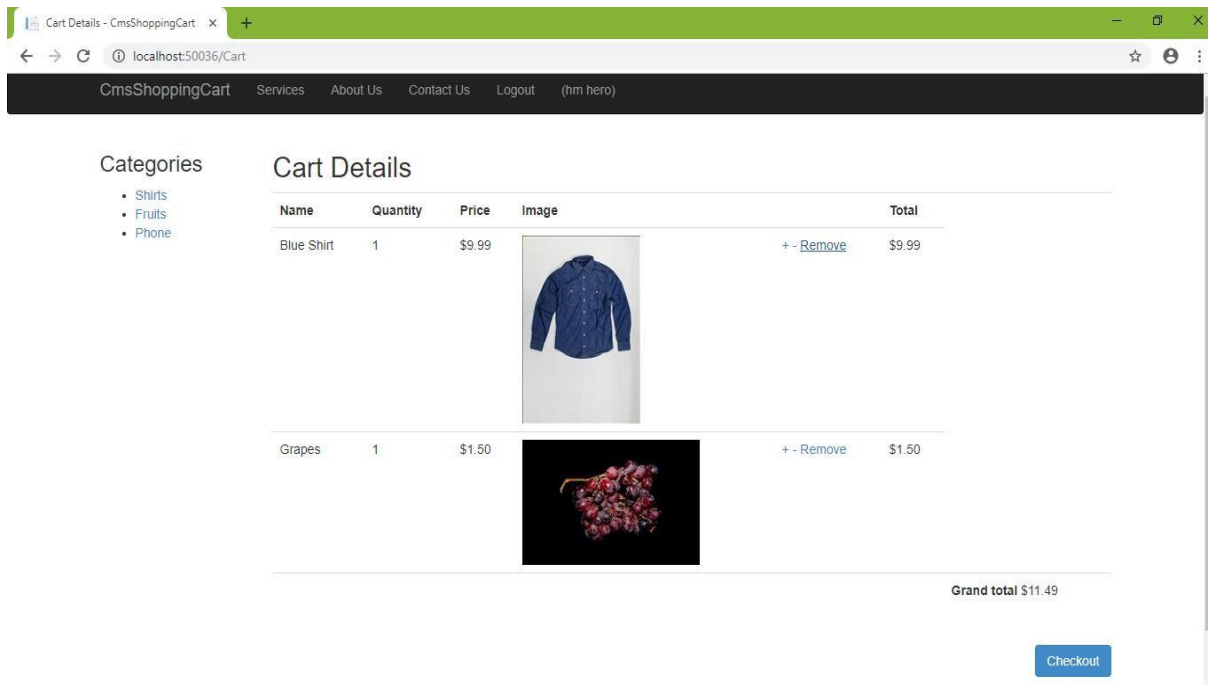 Cart Details - CmsShoppingCart
localhost:50036/Cart
CmsShoppingCart Services About Us Contact Us Logout (hm hero)
Categories
Shirts
Fruits
Phone
Cart Details
Name Quantity Price Image Total
Blue Shirt 1 $9.99 + - Remove $9.99
Grapes 1 $1.50 + - Remove $1.50
Grand total $11.49
Checkout